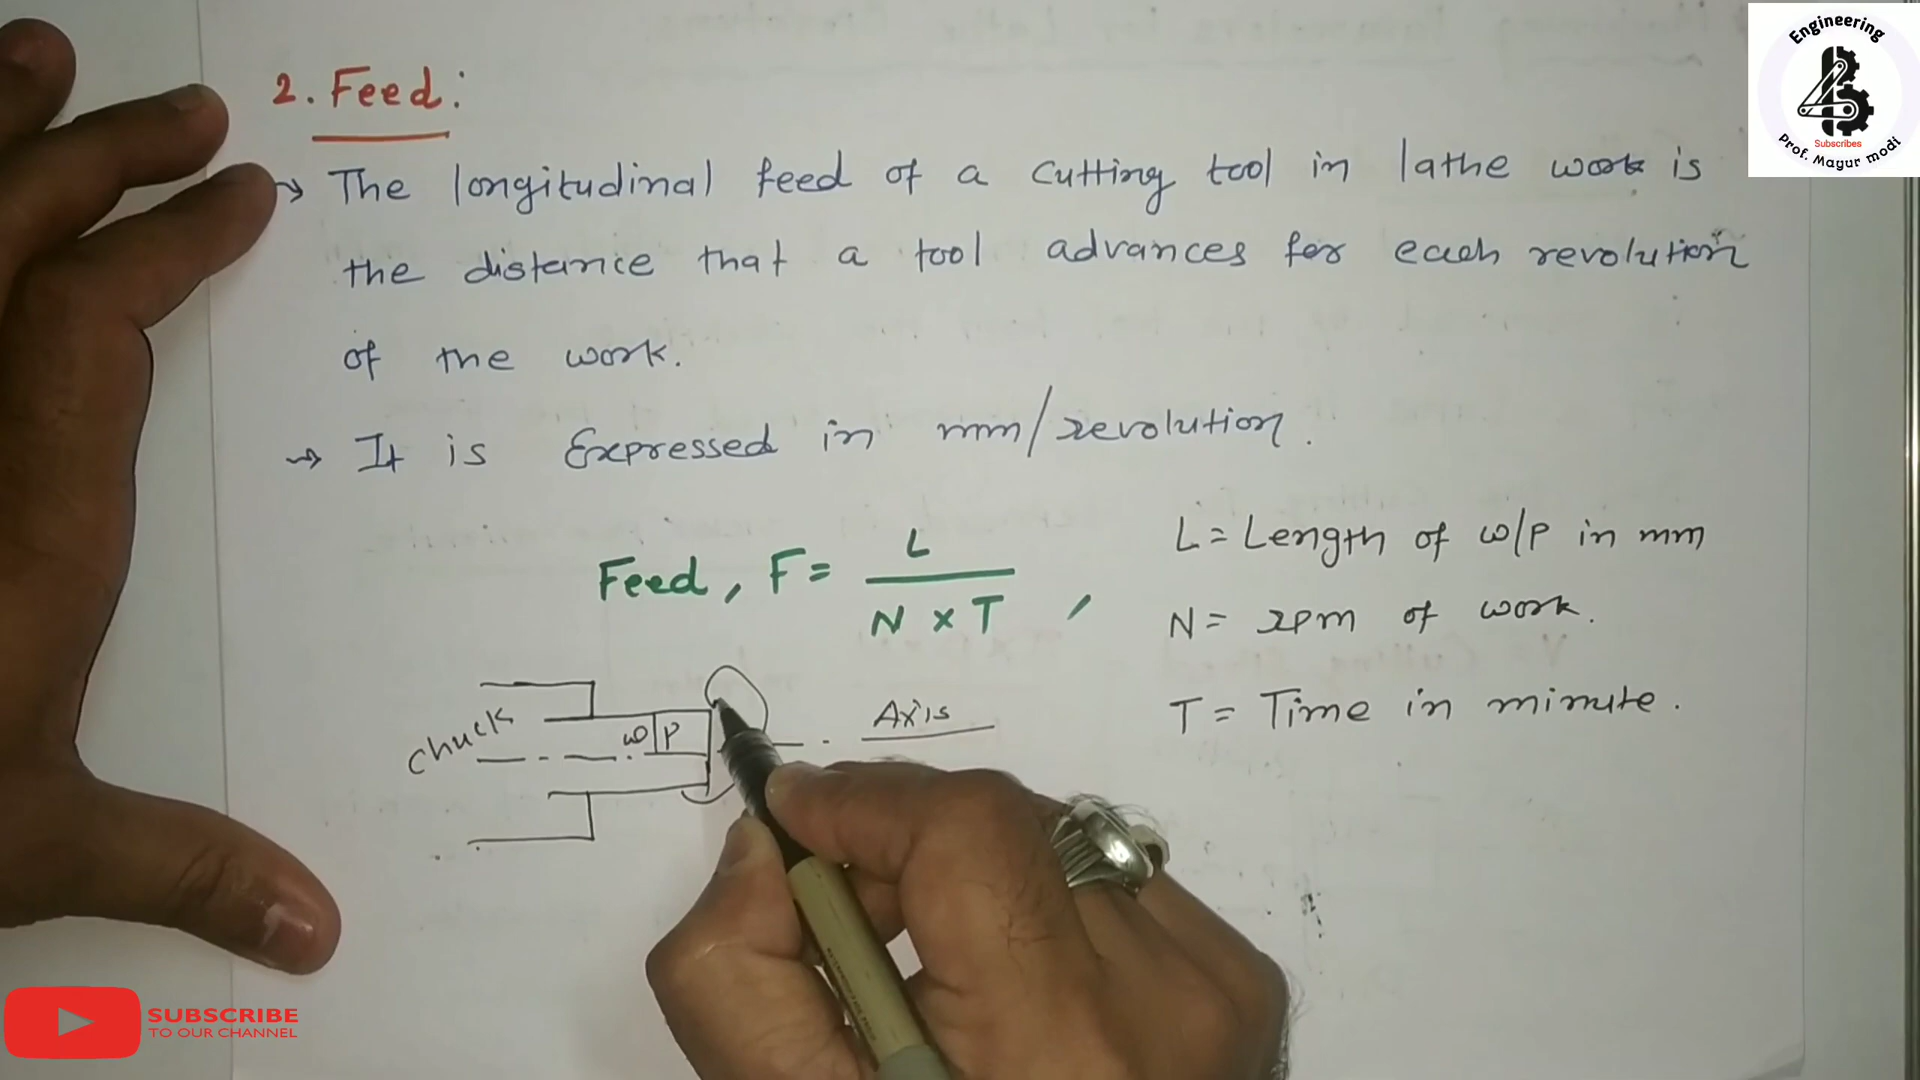 Engineering
Subscribes
Prof. Mayur modi
2. Feed:
→ The longitudinal feed of a cutting tool in lathe work is
the distance that a tool advances for each revolution
of the work.
→ It is Expressed in mm/revolution.
Feed, F = L / N × T ,
L = Length of w/p in mm
N = rpm of work.
T = Time in minute.
chuck
w/p
Axis
SUBSCRIBE
TO OUR CHANNEL